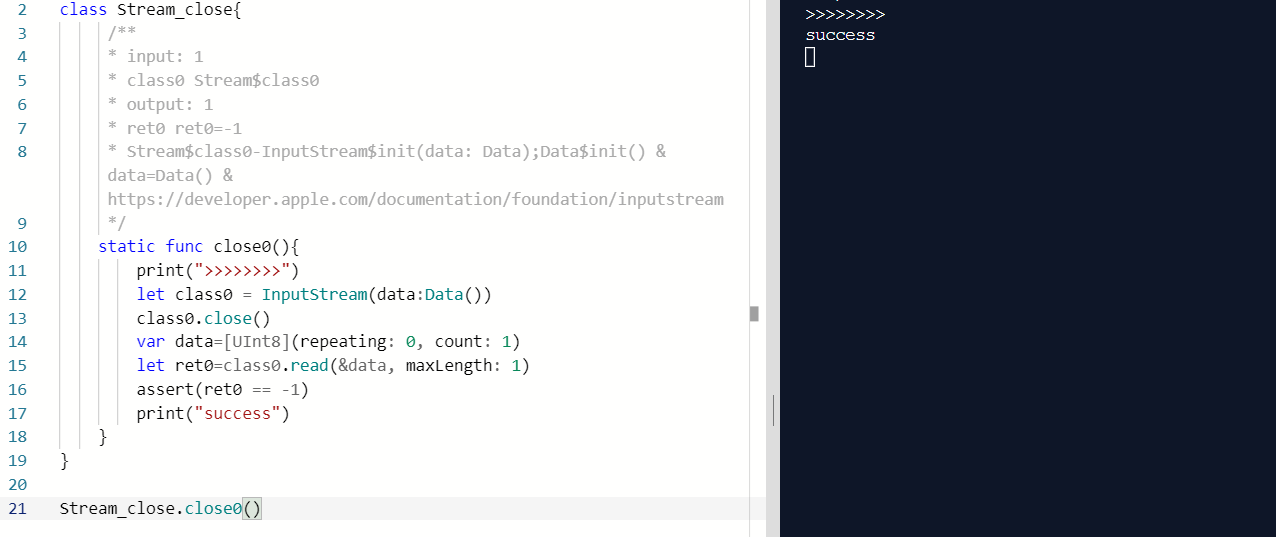 2 class Stream_close{
3 /**
4 * input: 1
5 * class0 Stream$class0
6 * output: 1
7 * ret0 ret0=-1
8 * Stream$class0-InputStream$init(data: Data);Data$init() &
data=Data() &
https://developer.apple.com/documentation/foundation/inputstream
9 */
10 static func close0(){
11 print(">>>>>>>>")
12 let class0 = InputStream(data:Data())
13 class0.close()
14 var data=[UInt8](repeating: 0, count: 1)
15 let ret0=class0.read(&data, maxLength: 1)
16 assert(ret0 == -1)
17 print("success")
18 }
19 }
20
21 Stream_close.close0()
>>>>>>>>
success